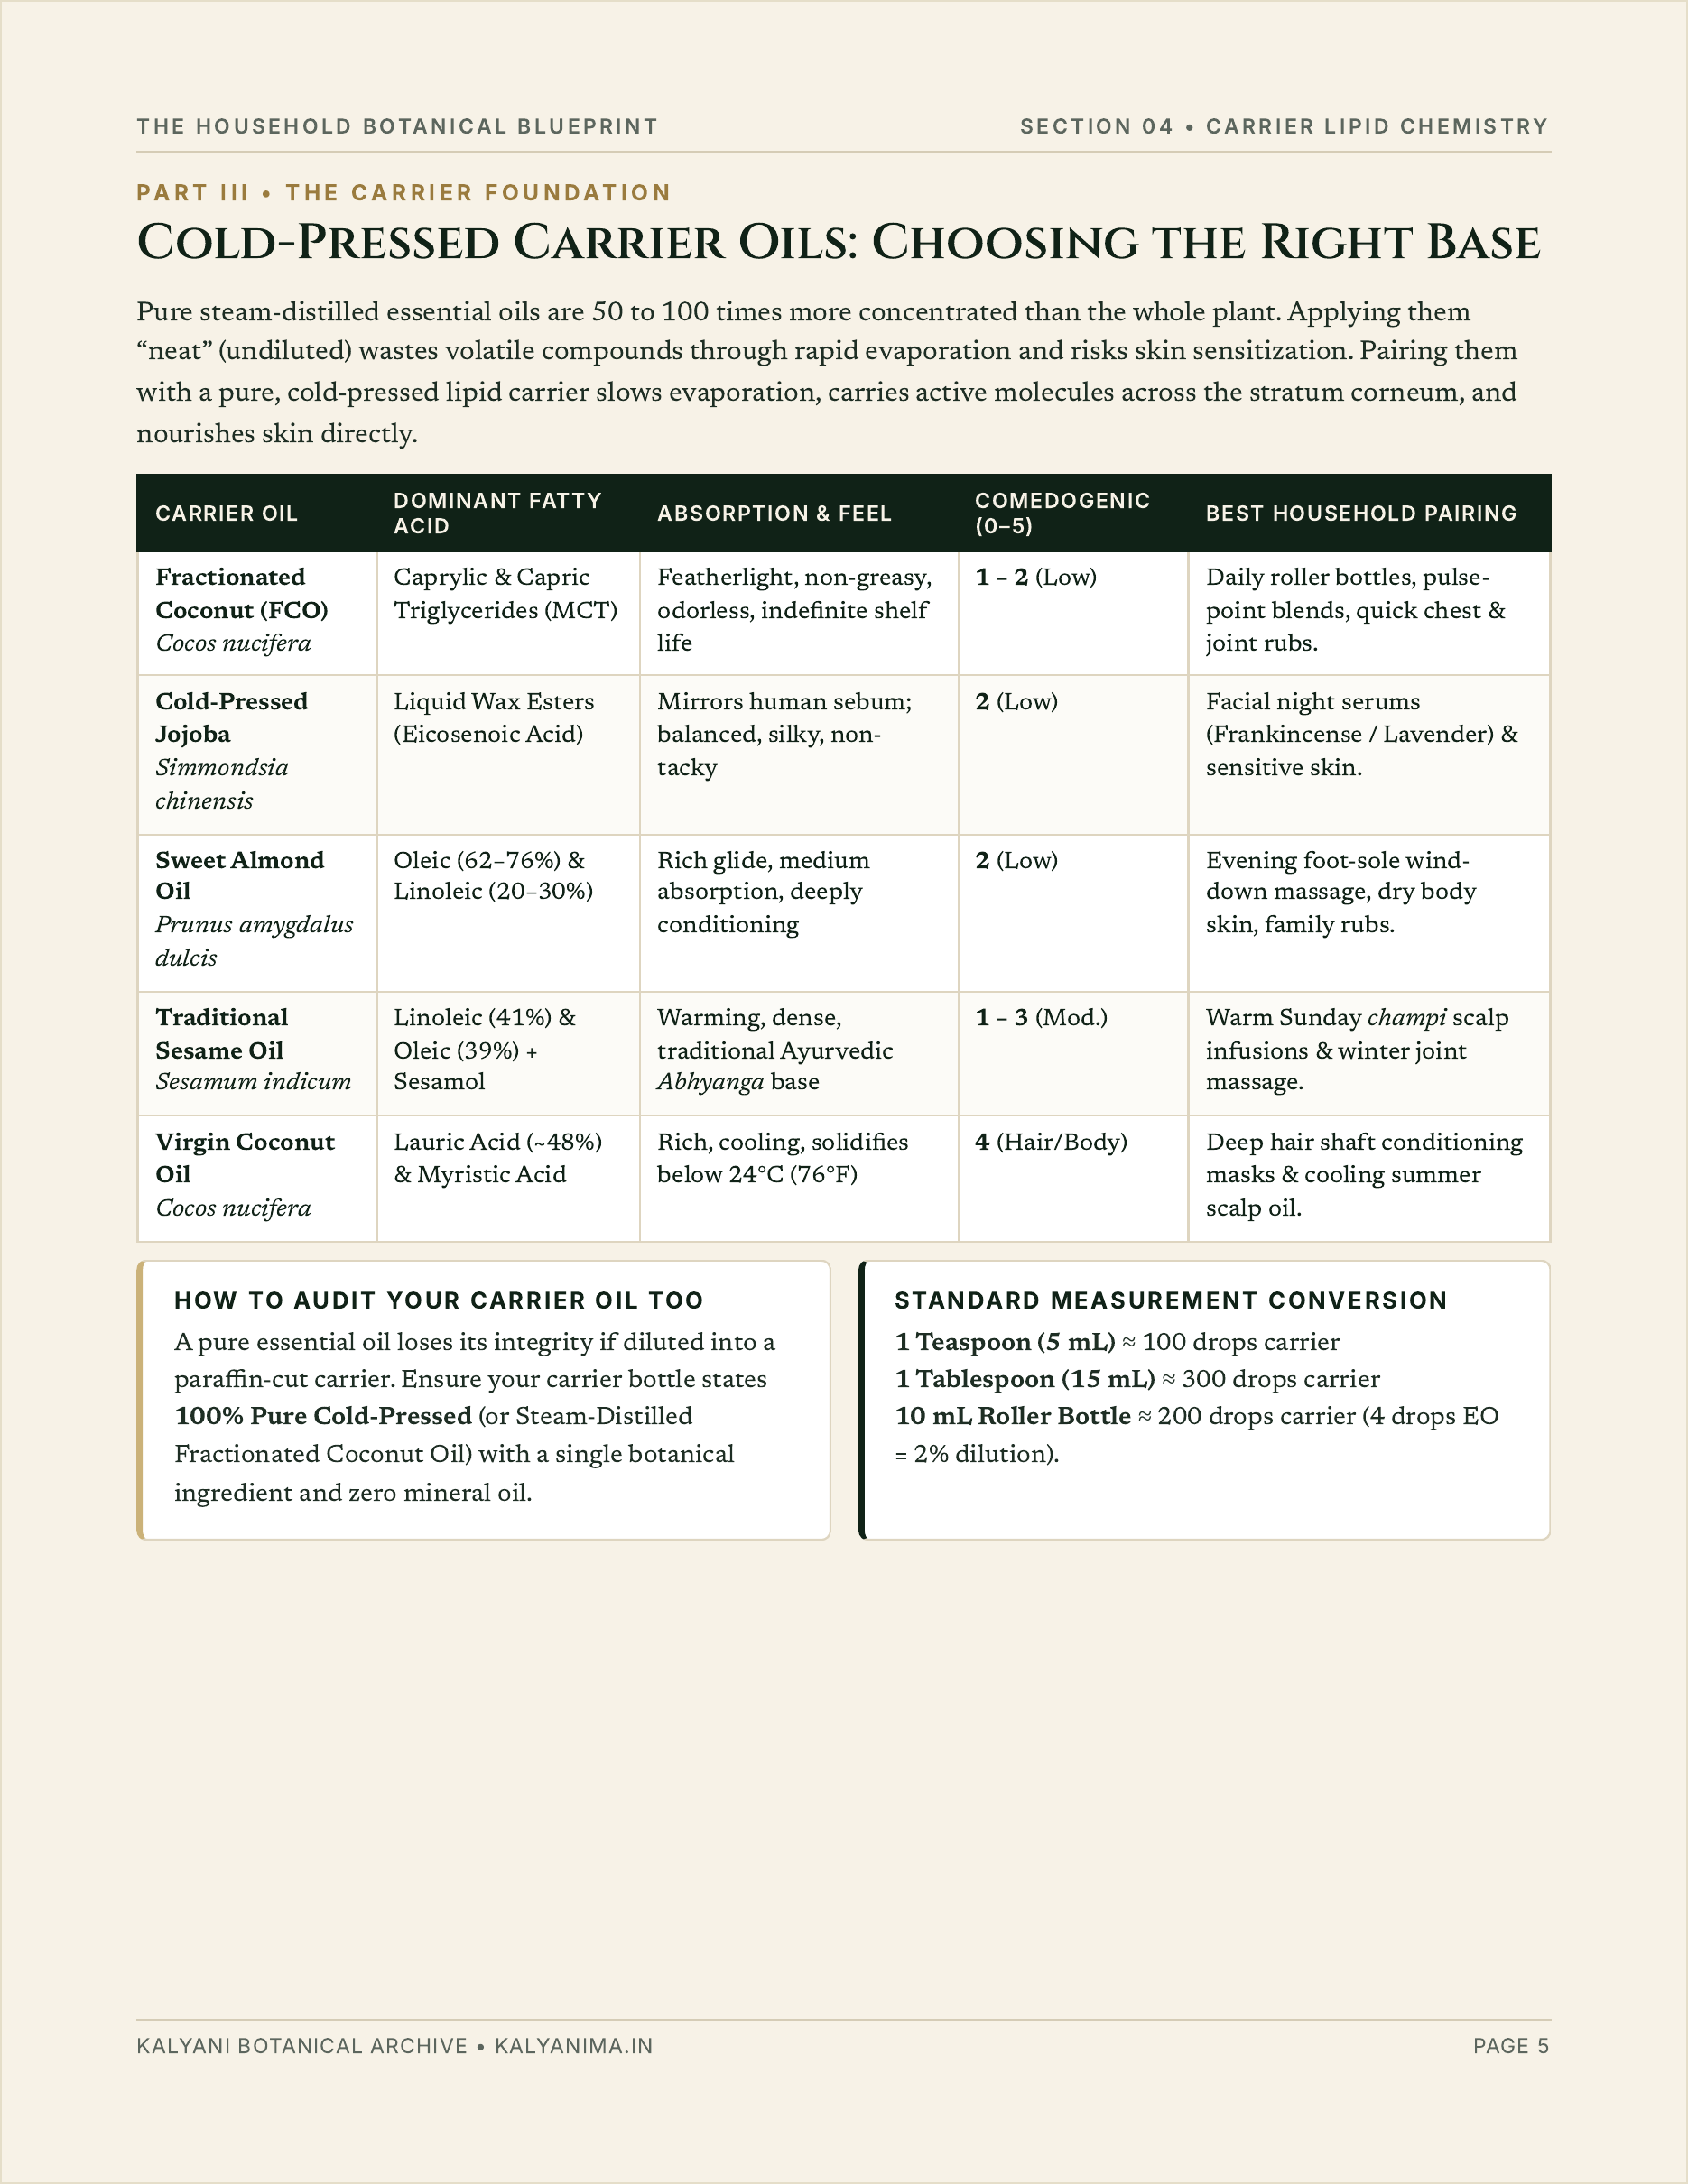 THE HOUSEHOLD BOTANICAL BLUEPRINT
SECTION 04 • CARRIER LIPID CHEMISTRY
PART III • THE CARRIER FOUNDATION
COLD-PRESSED CARRIER OILS: CHOOSING THE RIGHT BASE
Pure steam-distilled essential oils are 50 to 100 times more concentrated than the whole plant. Applying them
“neat” (undiluted) wastes volatile compounds through rapid evaporation and risks skin sensitization. Pairing them
with a pure, cold-pressed lipid carrier slows evaporation, carries active molecules across the stratum corneum, and
nourishes skin directly.
CARRIER OIL
DOMINANT FATTY
ACID
ABSORPTION & FEEL
COMEDOGENIC
(0–5)
BEST HOUSEHOLD PAIRING
Fractionated
Coconut (FCO)
Cocos nucifera
Caprylic & Capric
Triglycerides (MCT)
Featherlight, non-greasy,
odorless, indefinite shelf
life
1 – 2 (Low)
Daily roller bottles, pulse-
point blends, quick chest &
joint rubs.
Cold-Pressed
Jojoba
Simmondsia
chinensis
Liquid Wax Esters
(Eicosenoic Acid)
Mirrors human sebum;
balanced, silky, non-
tacky
2 (Low)
Facial night serums
(Frankincense / Lavender) &
sensitive skin.
Sweet Almond
Oil
Prunus amygdalus
dulcis
Oleic (62–76%) &
Linoleic (20–30%)
Rich glide, medium
absorption, deeply
conditioning
2 (Low)
Evening foot-sole wind-
down massage, dry body
skin, family rubs.
Traditional
Sesame Oil
Sesamum indicum
Linoleic (41%) &
Oleic (39%) +
Sesamol
Warming, dense,
traditional Ayurvedic
Abhyanga base
1 – 3 (Mod.)
Warm Sunday champi scalp
infusions & winter joint
massage.
Virgin Coconut
Oil
Cocos nucifera
Lauric Acid (~48%)
& Myristic Acid
Rich, cooling, solidifies
below 24°C (76°F)
4 (Hair/Body)
Deep hair shaft conditioning
masks & cooling summer
scalp oil.
HOW TO AUDIT YOUR CARRIER OIL TOO
A pure essential oil loses its integrity if diluted into a
paraffin-cut carrier. Ensure your carrier bottle states
100% Pure Cold-Pressed (or Steam-Distilled
Fractionated Coconut Oil) with a single botanical
ingredient and zero mineral oil.
STANDARD MEASUREMENT CONVERSION
1 Teaspoon (5 mL) ≈ 100 drops carrier
1 Tablespoon (15 mL) ≈ 300 drops carrier
10 mL Roller Bottle ≈ 200 drops carrier (4 drops EO
= 2% dilution).
KALYANI BOTANICAL ARCHIVE • KALYANIMA.IN
PAGE 5